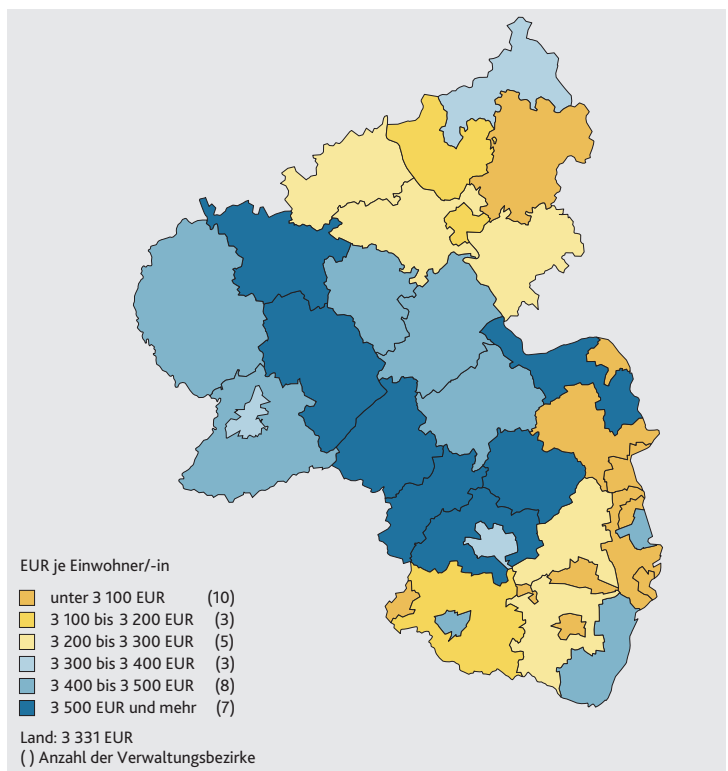 EUR je Einwohner/-in
unter 3 100 EUR (10)
3 100 bis 3 200 EUR (3)
3 200 bis 3 300 EUR (5)
3 300 bis 3 400 EUR (3)
3 400 bis 3 500 EUR (8)
3 500 EUR und mehr (7)
Land: 3 331 EUR
( ) Anzahl der Verwaltungsbezirke